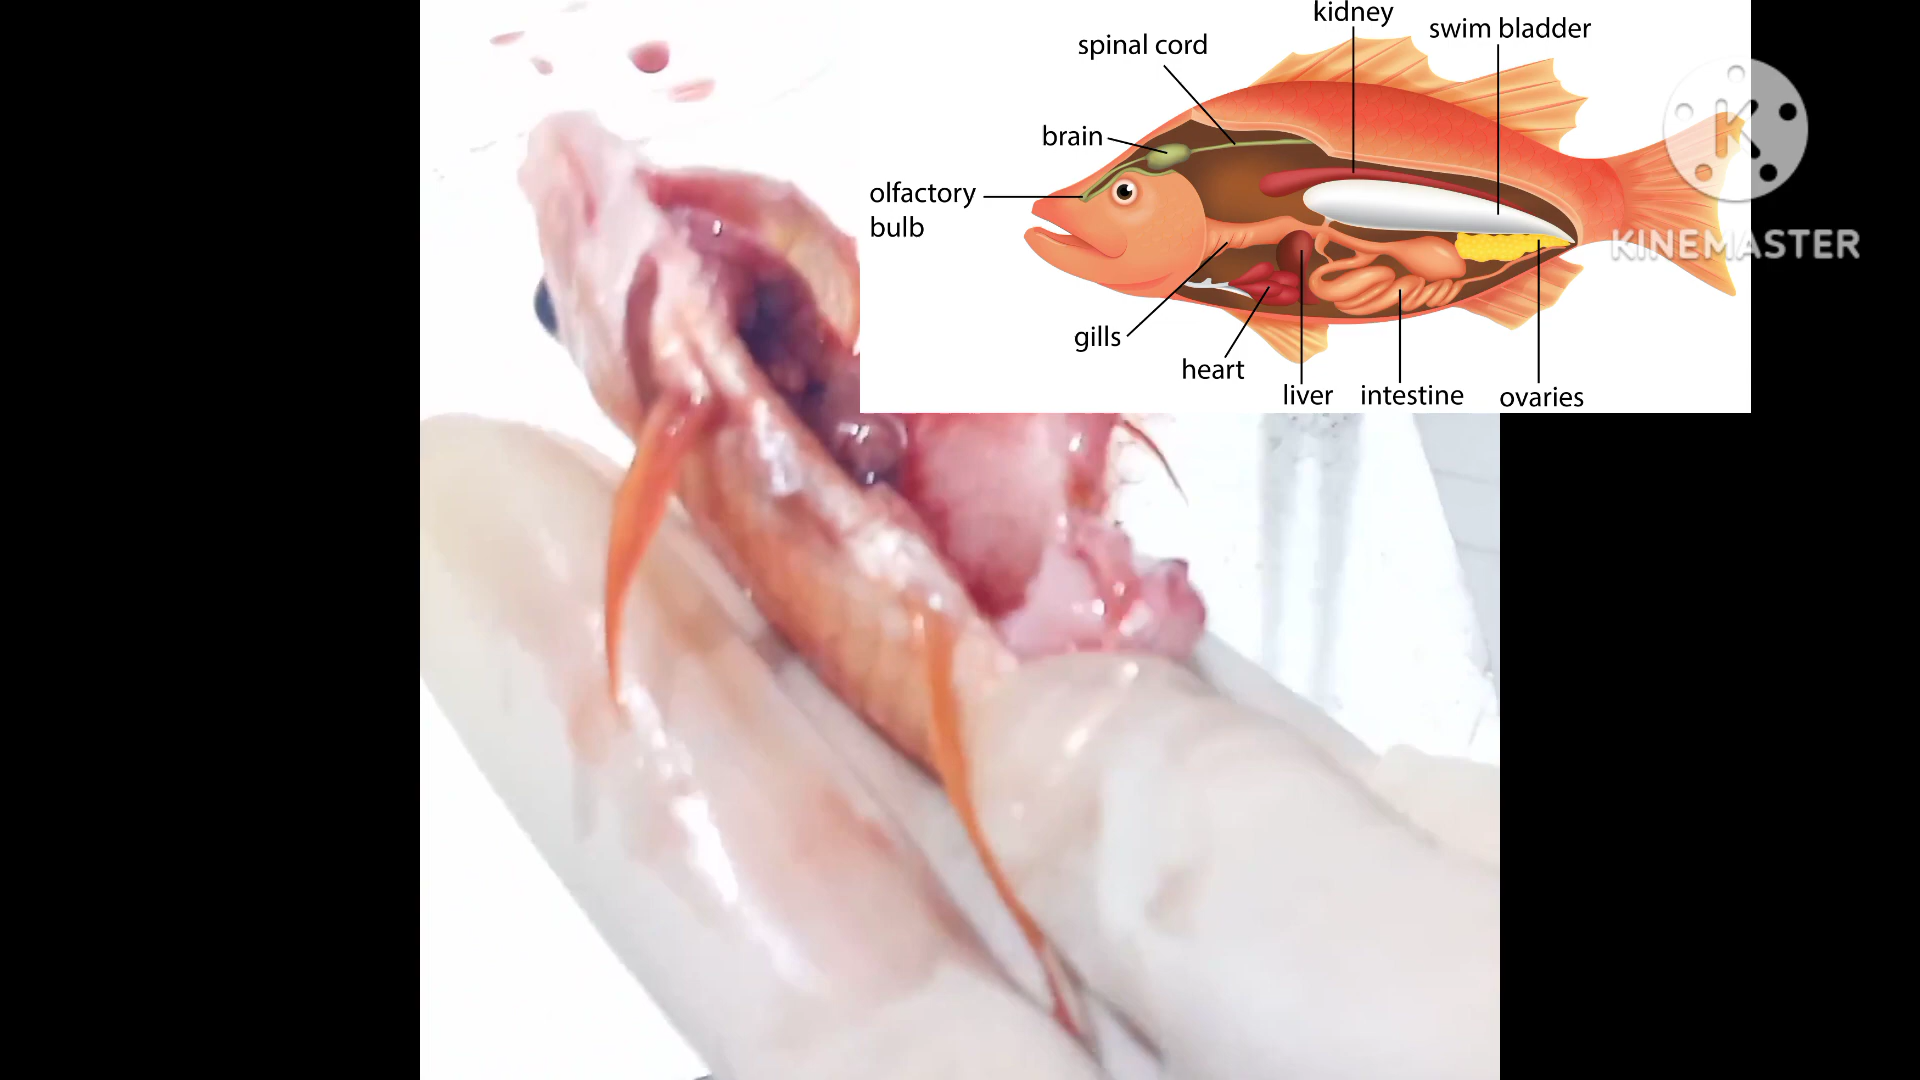 kidney
swim bladder
spinal cord
brain
olfactory
bulb
K
KINEMASTER
gills
heart
liver
intestine
ovaries